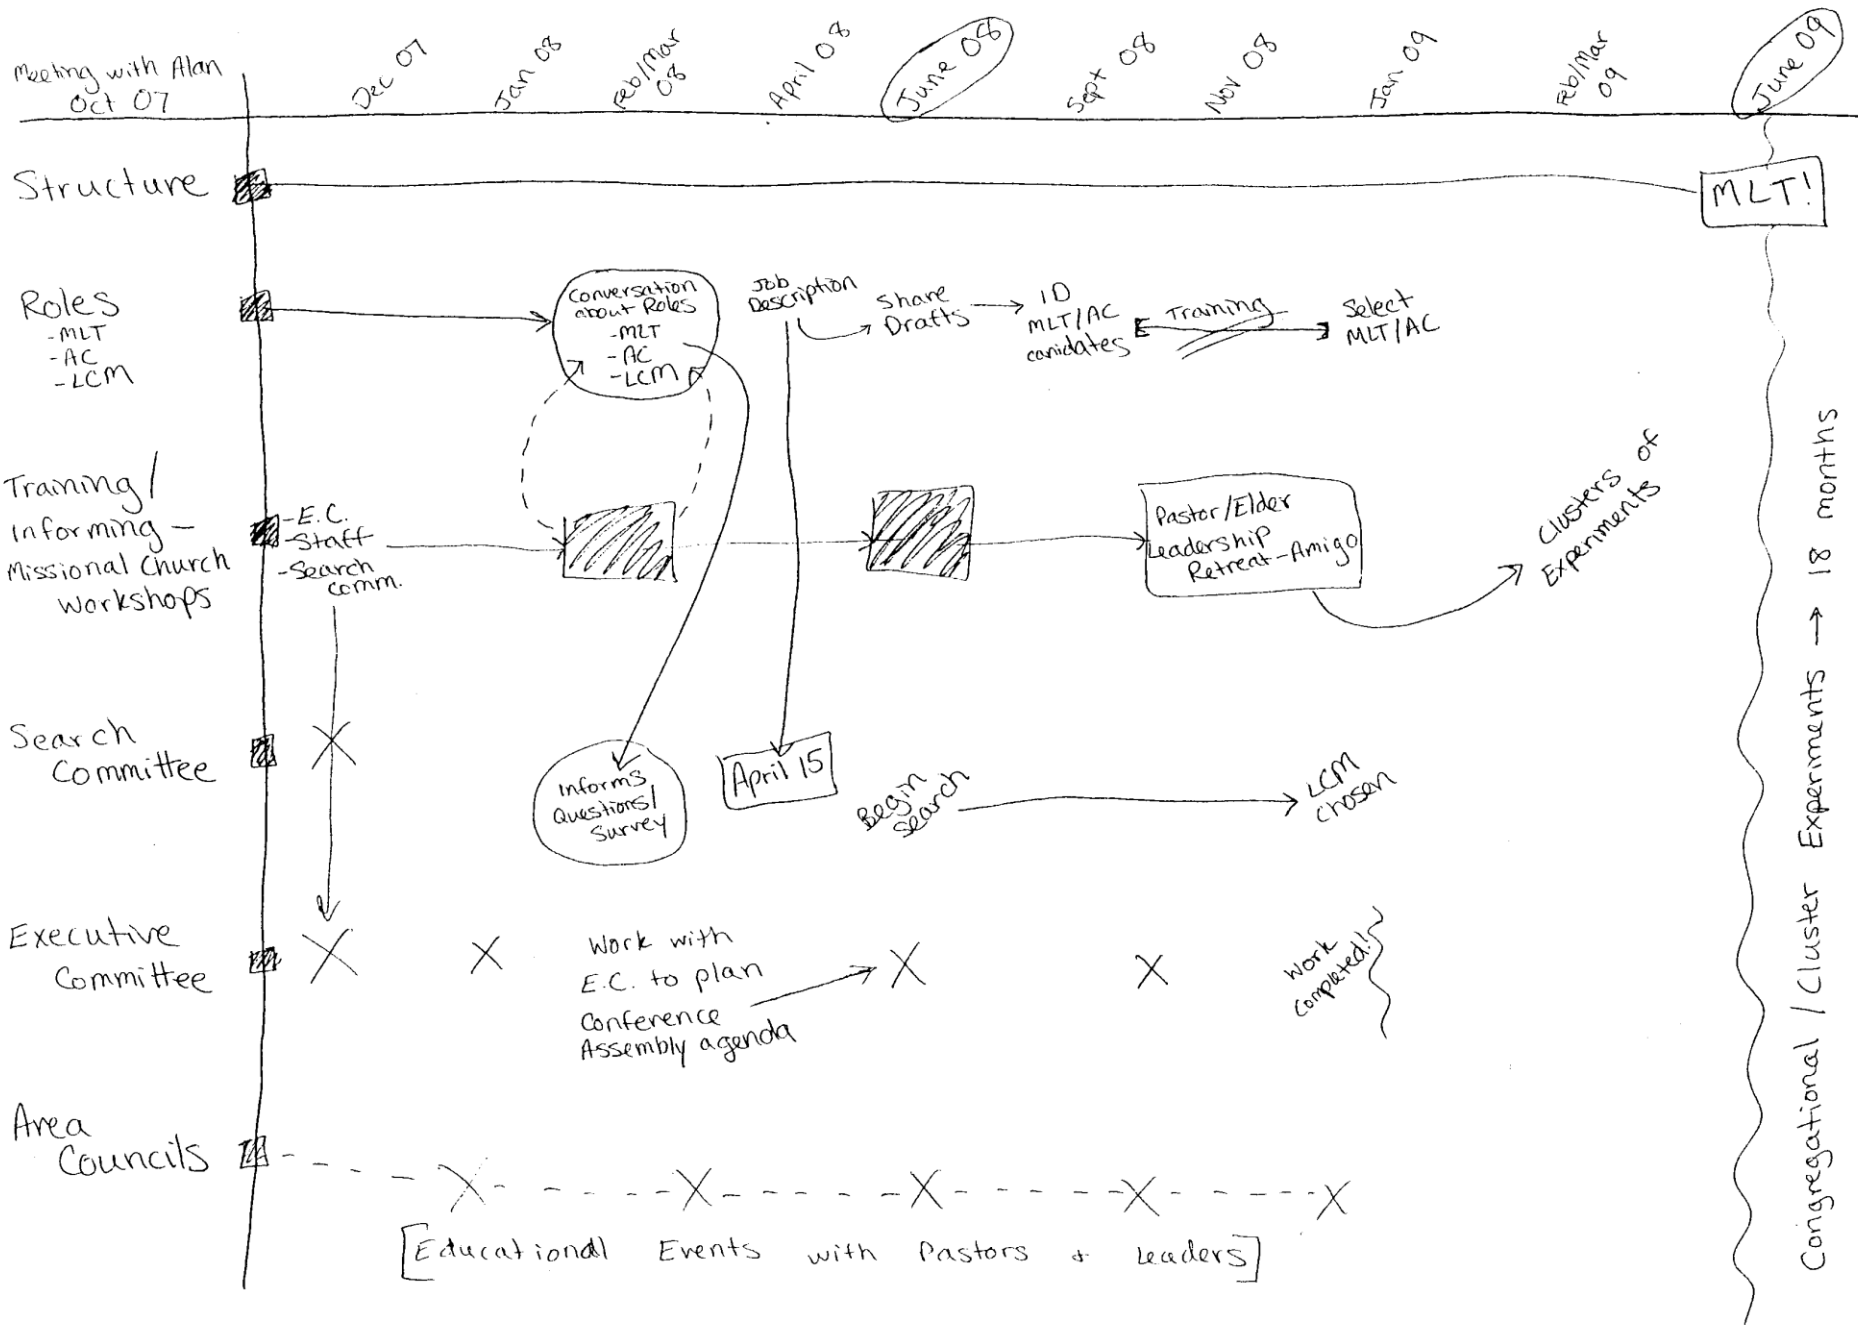 Meeting with Alan
Oct 07
Dec 07
Jan 08
Feb/Mar
08
April 08
June 08
Sept 08
Nov 08
Jan 09
Feb/Mar
09
June 09
Structure
MLT!
Roles
-MLT
-AC
-LCM
Conversation
about Roles
-MLT
-AC
-LCM
Job
Description
Share
Drafts
ID
MLT/AC
canidates
Training
Select
MLT/AC
Training/
Informing -
Missional Church
Workshops
-E.C.
-Staff
-Search
comm.
Pastor/Elder
Leadership
Retreat-Amigo
Clusters of
Experiments
Search
Committee
Informs
Questions/
Survey
April 15
Begin
Search
LCM
Chosen
Executive
Committee
X
X
X
Work with
E.C. to plan
Conference
Assembly agenda
X
X
Work
Completed!!
Area
Councils
X
X
X
X
X
[Educational Events with Pastors + Leaders]
Congregational / Cluster Experiments → 18 months